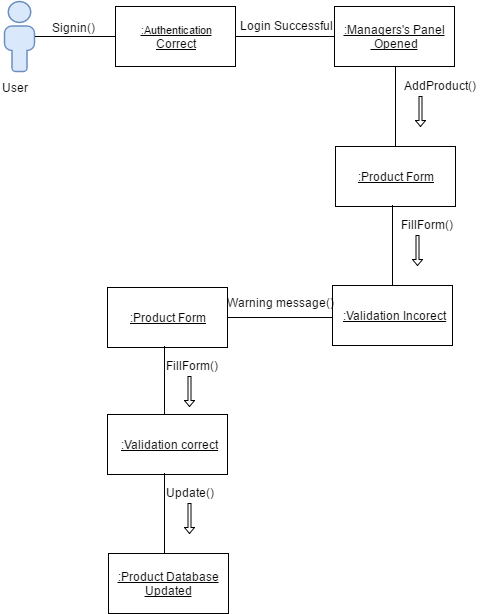 Signin()
:Authentication
Correct
Login Successful
:Managers's Panel
Opened
User
AddProduct()
:Product Form
FillForm()
:Validation Incorect
Warning message()
:Product Form
FillForm()
:Validation correct
Update()
:Product Database
Updated